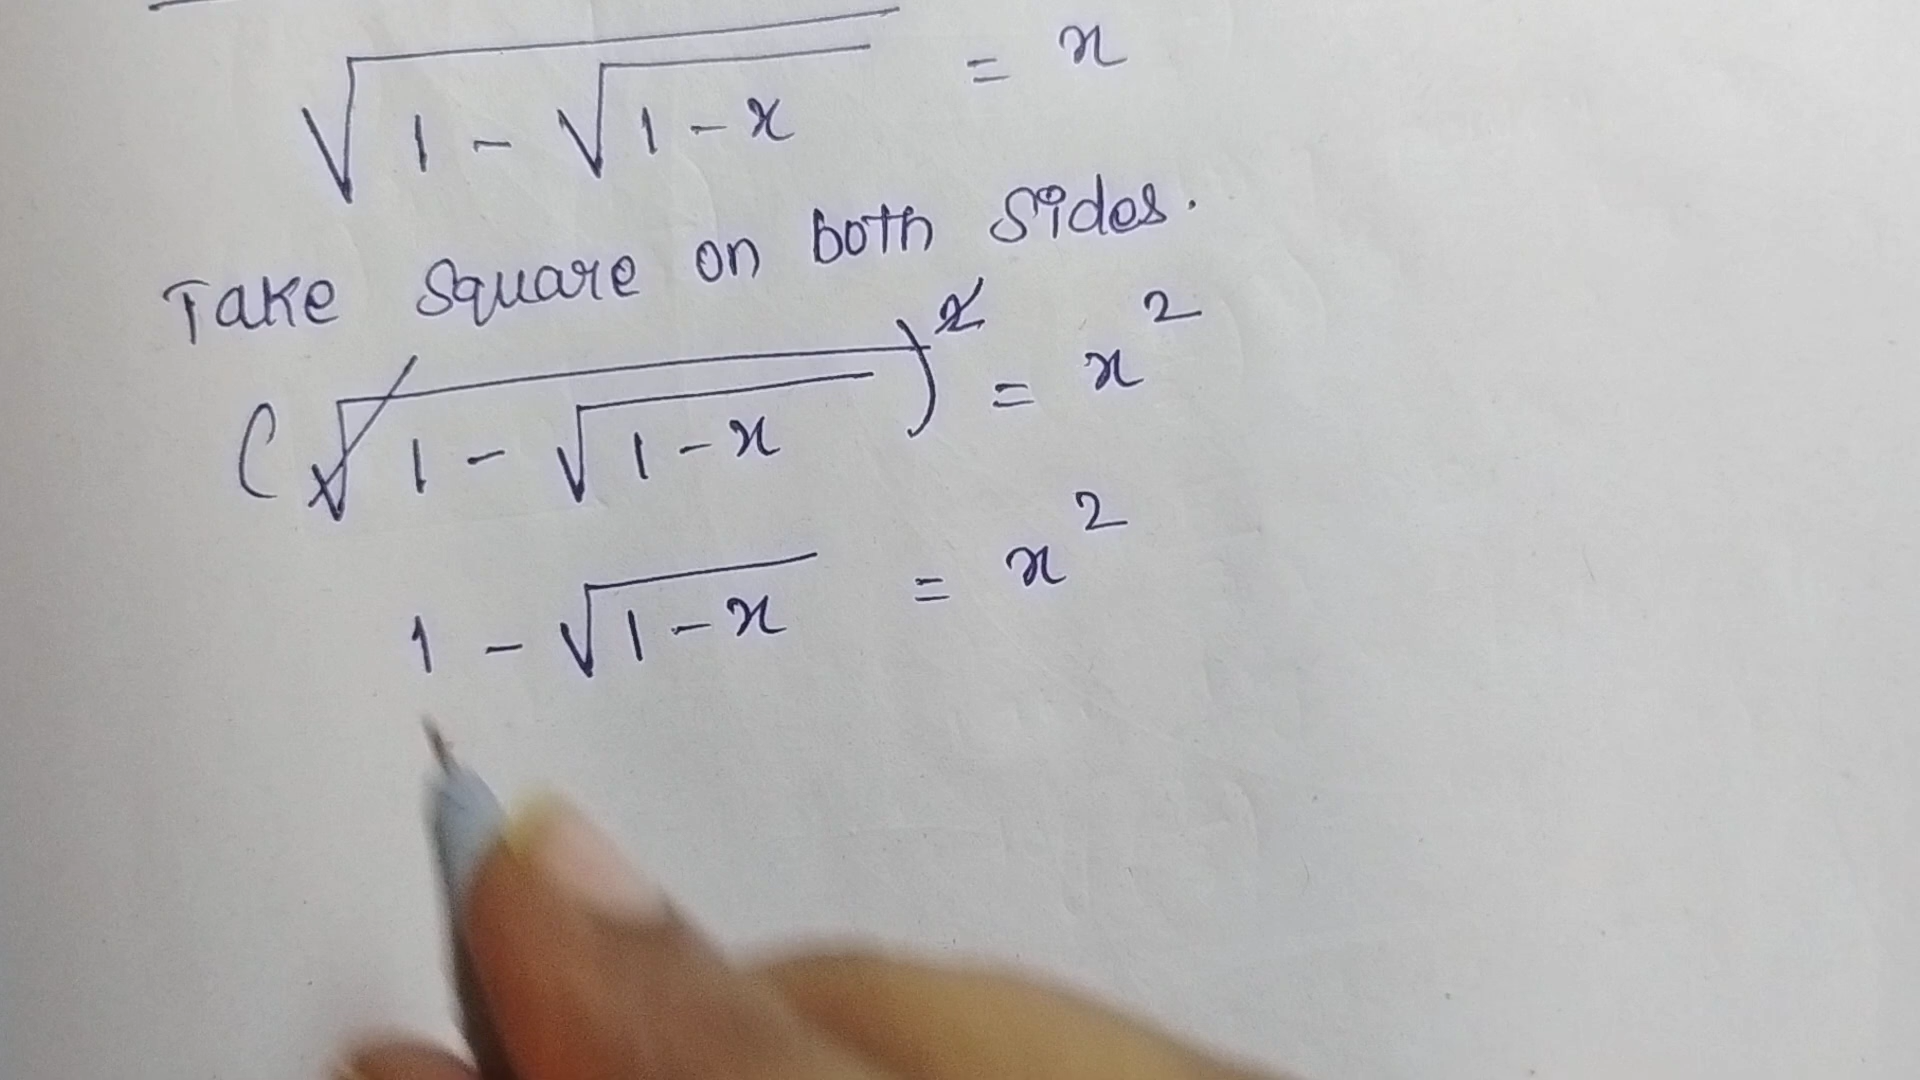 √(1 - √(1 - x)) = x
Take Square on both Sides.
(√(1 - √(1 - x)))² = x²
1 - √(1 - x) = x²